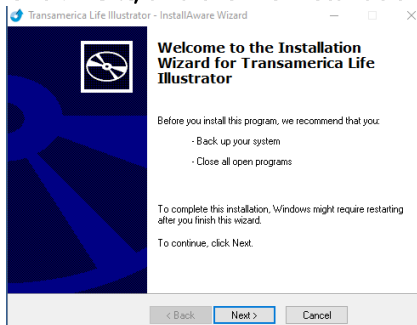 Transamerica Life Illustrator - InstallAware Wizard
Welcome to the Installation
Wizard for Transamerica Life
Illustrator
Before you install this program, we recommend that you:
- Back up your system
- Close all open programs
To complete this installation, Windows might require restarting
after you finish this wizard.
To continue, click Next.
< Back
Next >
Cancel